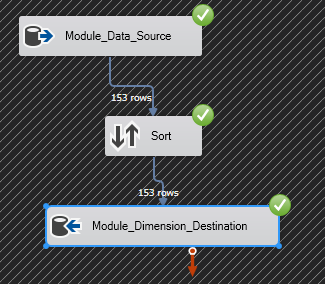 Module_Data_Source
153 rows
Sort
153 rows
Module_Dimension_Destination